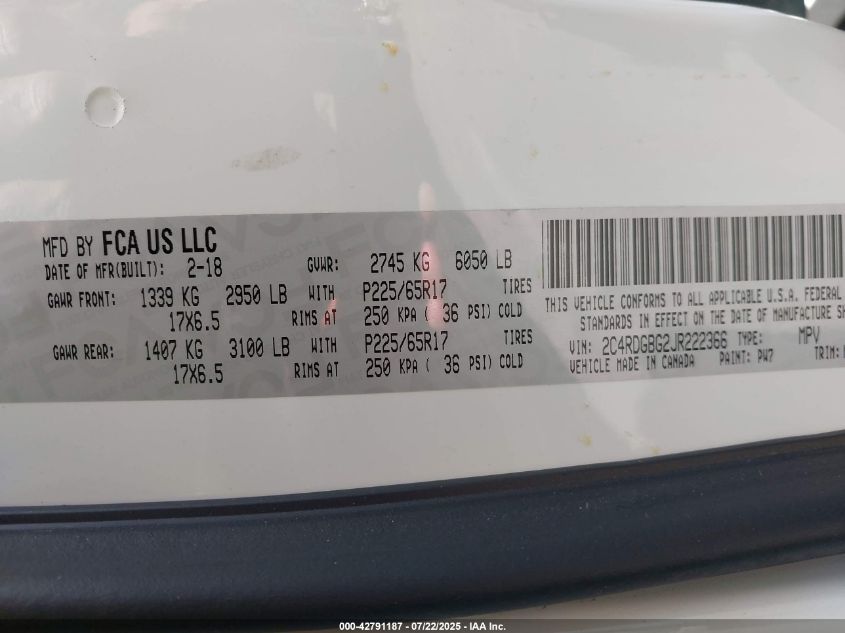 MFD BY FCA US LLC
DATE OF MFR(BUILT): 2-18 GVWR: 2745 KG 6050 LB
GAWR FRONT: 1339 KG 2950 LB WITH P225/65R17 TIRES
17X6.5 RIMS AT 250 KPA ( 36 PSI) COLD
GAWR REAR: 1407 KG 3100 LB WITH P225/65R17 TIRES
17X6.5 RIMS AT 250 KPA ( 36 PSI) COLD
THIS VEHICLE CONFORMS TO ALL APPLICABLE U.S.A. FEDERAL
STANDARDS IN EFFECT ON THE DATE OF MANUFACTURE SH
VIN: 2C4RDGBG2JR222366 TYPE: MPV
VEHICLE MADE IN CANADA PAINT: PW7 TRIM:
000-42791187 - 07/22/2025 - IAA Inc.